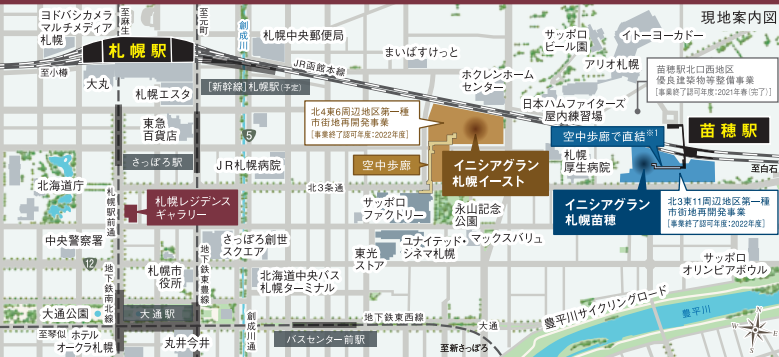 現地案内図
ヨドバシカメラ
マルチメディア
札幌
至麻生
至元町
創成川
札幌中央郵便局
札幌駅
至小樽
大丸
札幌エスタ
［新幹線］札幌駅（予定）
JR函館本線
まいばすけっと
ホクレンホーム
センター
サッポロ
ビール園
イトーヨーカドー
アリオ札幌
苗穂駅北口西地区
優良建築物等整備事業
［事業終了認可年度：2021年春（完了）］
日本ハムファイターズ
屋内練習場
苗穂駅
至白石
空中歩廊で直結※1
北4東6周辺地区第一種
市街地再開発事業
［事業終了認可年度：2022年度］
東急
百貨店
5
さっぽろ駅
JR札幌病院
空中歩廊
イニシアグラン
札幌イースト
札幌
厚生病院
北海道庁
札幌駅前通
札幌レジデンス
ギャラリー
北3条通
サッポロ
ファクトリー
永山記念
公園
イニシアグラン
札幌苗穂
北3東11周辺地区第一種
市街地再開発事業
［事業終了認可年度：2022年度］
中央警察署
12
地下鉄南北線
札幌市
役所
地下鉄東豊線
さっぽろ創世
スクエア
東光
ストア
ユナイテッド・
シネマ札幌
マックスバリュ
北海道中央バス
札幌ターミナル
サッポロ
オリンピアボウル
大通公園
大通駅
地下鉄東西線
大通
豊平川サイクリングロード
豊平川
至琴似
ホテル
オークラ札幌
丸井今井
創成川通
バスセンター前駅
至新さっぽろ
N